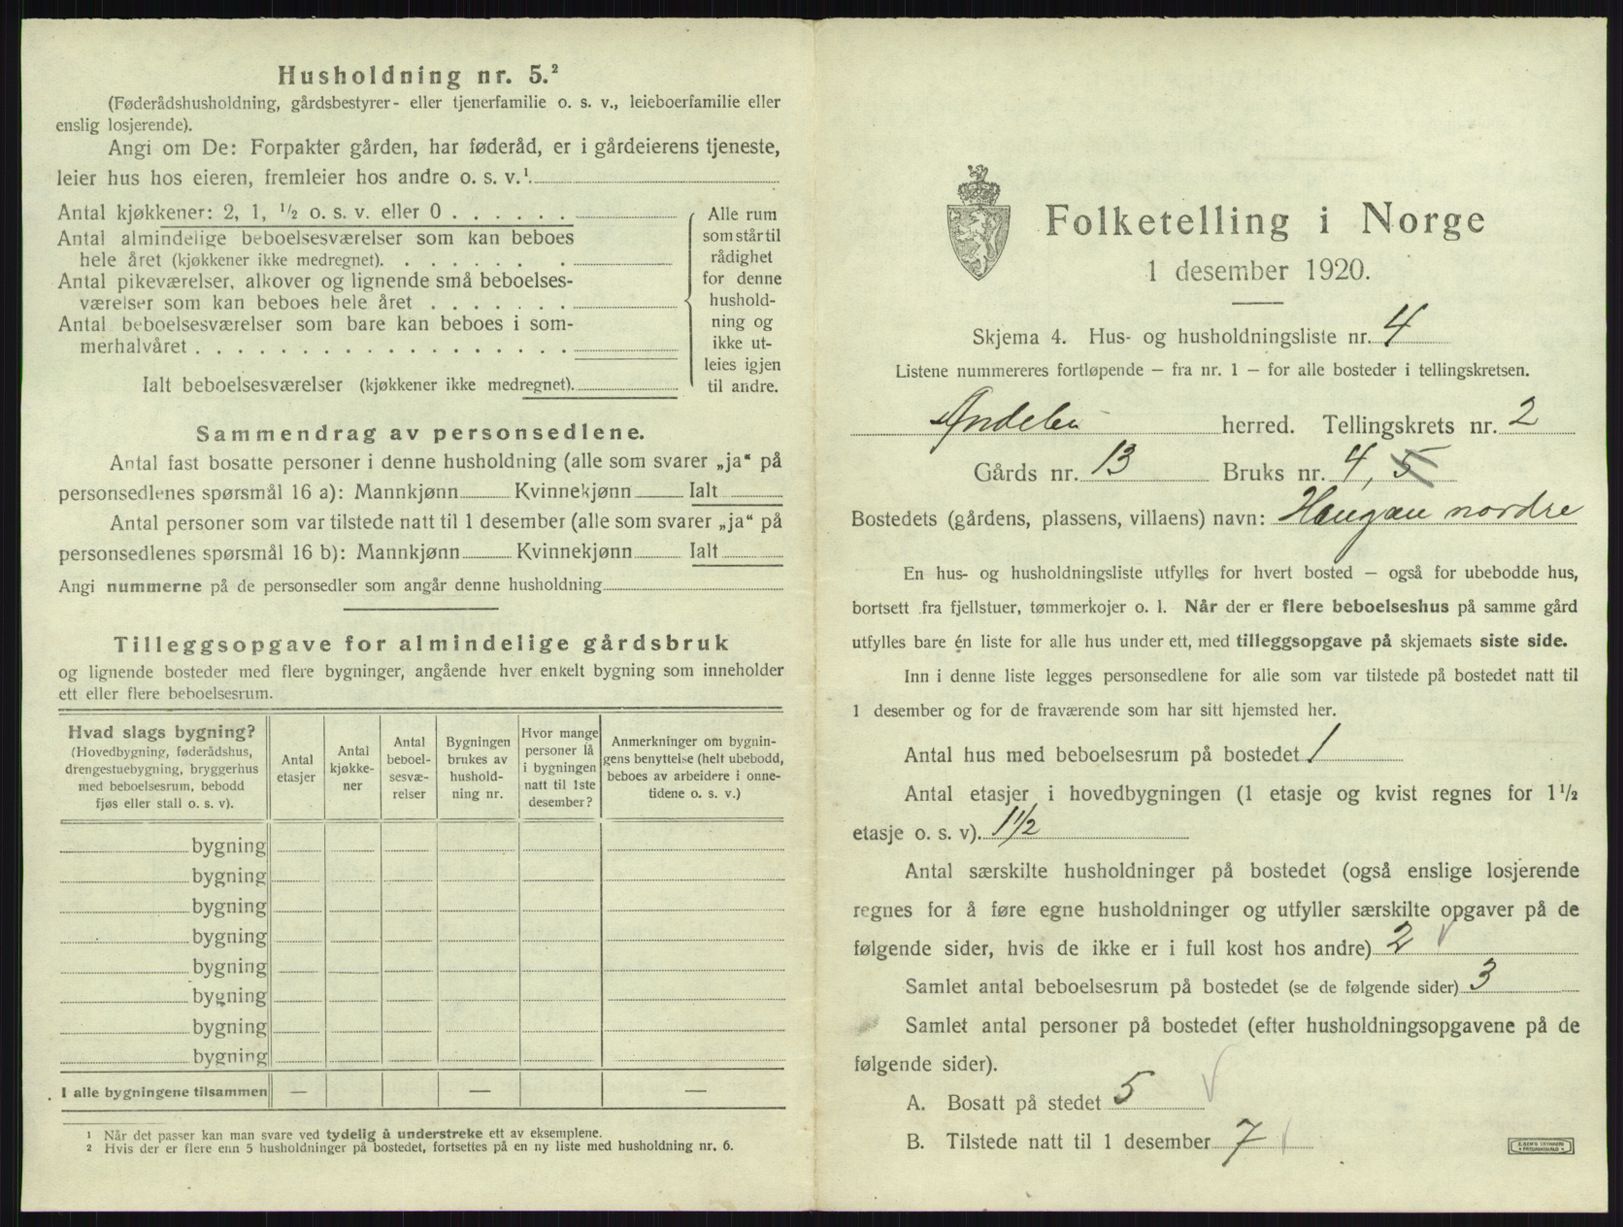 Husholdning nr. 5.²
(Føderådshusholdning, gårdsbestyrer- eller tjenerfamilie o. s. v., leieboerfamilie eller
enslig losjerende).
Angi om De: Forpakter gården, har føderåd, er i gårdeierens tjeneste,
leier hus hos eieren, fremleier hos andre o. s. v.¹
Antal kjøkkener: 2, 1, ½ o. s. v. eller 0 . . . . . .
Antal almindelige beboelsesværelser som kan beboes
hele året (kjøkkener ikke medregnet). . . . . . . .
Antal pikeværelser, alkover og lignende små beboelses-
værelser som kan beboes hele året . . . . . . .
Antal beboelsesværelser som bare kan beboes i som-
merhalvåret . . . . . . . . . . . . . . . . . .
Ialt beboelsesværelser (kjøkkener ikke medregnet).
Alle rum
som står til
rådighet
for denne
hushold-
ning og
ikke ut-
leies igjen
til andre.
Sammendrag av personsedlene.
Antal fast bosatte personer i denne husholdning (alle som svarer „ja“ på
personsedlenes spørsmål 16 a): Mannkjønn Kvinnekjønn Ialt
Antal personer som var tilstede natt til 1 desember (alle som svarer „ja“ på
personsedlenes spørsmål 16 b): Mannkjønn Kvinnekjønn Ialt
Angi nummerne på de personsedler som angår denne husholdning
Tilleggsopgave for almindelige gårdsbruk
og lignende bosteder med flere bygninger, angående hver enkelt bygning som inneholder
ett eller flere beboelsesrum.
Hvad slags bygning?
(Hovedbygning, føderådshus,
drengestuebygning, bryggerhus
med beboelsesrum, bebodd
fjøs eller stall o. s. v).
Antal
etasjer
Antal
kjøkke-
ner
Antal
beboel-
sesvæ-
relser
Bygningen
brukes av
hushold-
ning nr.
Hvor mange
personer lå
i bygningen
natt til 1ste
desember?
Anmerkninger om bygnin-
gens benyttelse (helt ubebodd,
beboes av arbeidere i onne-
tidene o. s. v.)
bygning
bygning
bygning
bygning
bygning
bygning
bygning
bygning
I alle bygningene tilsammen — — —
¹ Når det passer kan man svare ved tydelig å understreke ett av eksemplene.
² Hvis der er flere enn 5 husholdninger på bostedet, fortsettes på en ny liste med husholdning nr. 6.
Folketelling i Norge
1 desember 1920.
Skjema 4. Hus- og husholdningsliste nr. 4
Listene nummereres fortløpende — fra nr. 1 — for alle bosteder i tellingskretsen.
Andebu herred. Tellingskrets nr. 2
Gårds nr. 13 Bruks nr. 4, 5
Bostedets (gårdens, plassens, villaens) navn: Haugan nordre
En hus- og husholdningsliste utfylles for hvert bosted — også for ubebodde hus,
bortsett fra fjellstuer, tømmerkojer o. l. Når der er flere beboelseshus på samme gård
utfylles bare én liste for alle hus under ett, med tilleggsopgave på skjemaets siste side.
Inn i denne liste legges personsedlene for alle som var tilstede på bostedet natt til
1 desember og for de fraværende som har sitt hjemsted her.
Antal hus med beboelsesrum på bostedet 1
Antal etasjer i hovedbygningen (1 etasje og kvist regnes for 1½
etasje o. s. v). 1½
Antal særskilte husholdninger på bostedet (også enslige losjerende
regnes for å føre egne husholdninger og utfyller særskilte opgaver på de
følgende sider, hvis de ikke er i full kost hos andre) 2
Samlet antal beboelsesrum på bostedet (se de følgende sider) 3
Samlet antal personer på bostedet (efter husholdningsopgavene på de
følgende sider).
A. Bosatt på stedet 5
B. Tilstede natt til 1 desember 7